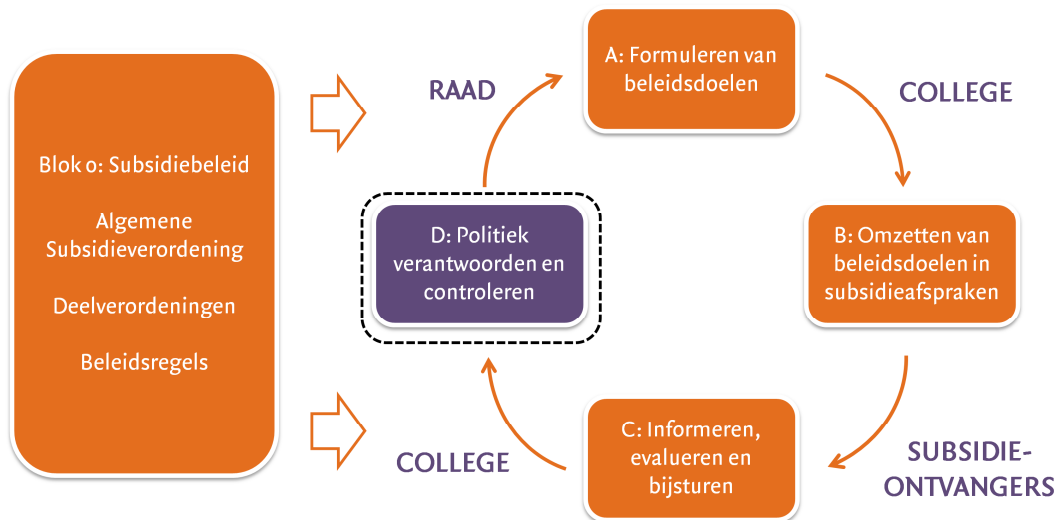 Blok 0: Subsidiebeleid
Algemene
Subsidieverordening
Deelverordeningen
Beleidsregels
RAAD
A: Formuleren van
beleidsdoelen
COLLEGE
D: Politiek
verantwoorden en
controleren
B: Omzetten van
beleidsdoelen in
subsidieafspraken
COLLEGE
C: Informeren,
evalueren en
bijsturen
SUBSIDIE-
ONTVANGERS